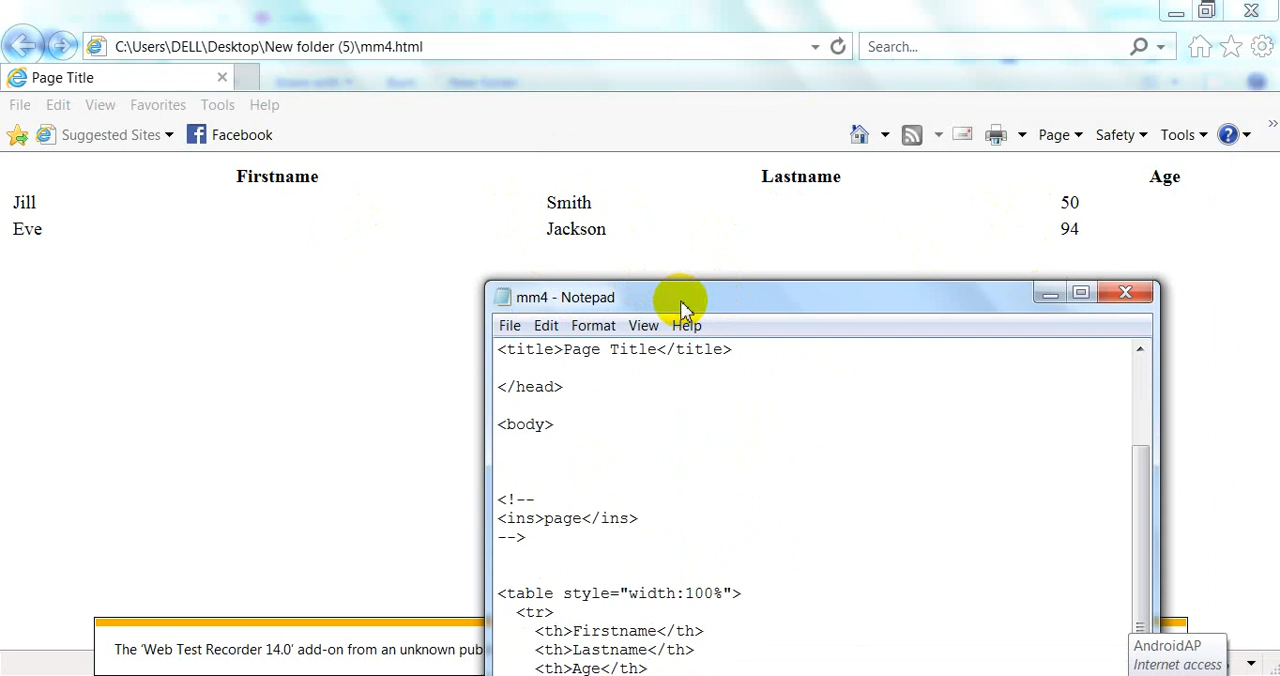 C:\Users\DELL\Desktop\New folder (5)\mm4.html
Search...
Page Title
File Edit View Favorites Tools Help
Suggested Sites Facebook
Page Safety Tools
Firstname Lastname Age
Jill Smith 50
Eve Jackson 94
mm4 - Notepad
File Edit Format View Help
<title>Page Title</title>
</head>
<body>
<!--
<ins>page</ins>
-->
<table style="width:100%">
<tr>
<th>Firstname</th>
<th>Lastname</th>
<th>Age</th>
The 'Web Test Recorder 14.0' add-on from an unknown pub
AndroidAP
Internet access